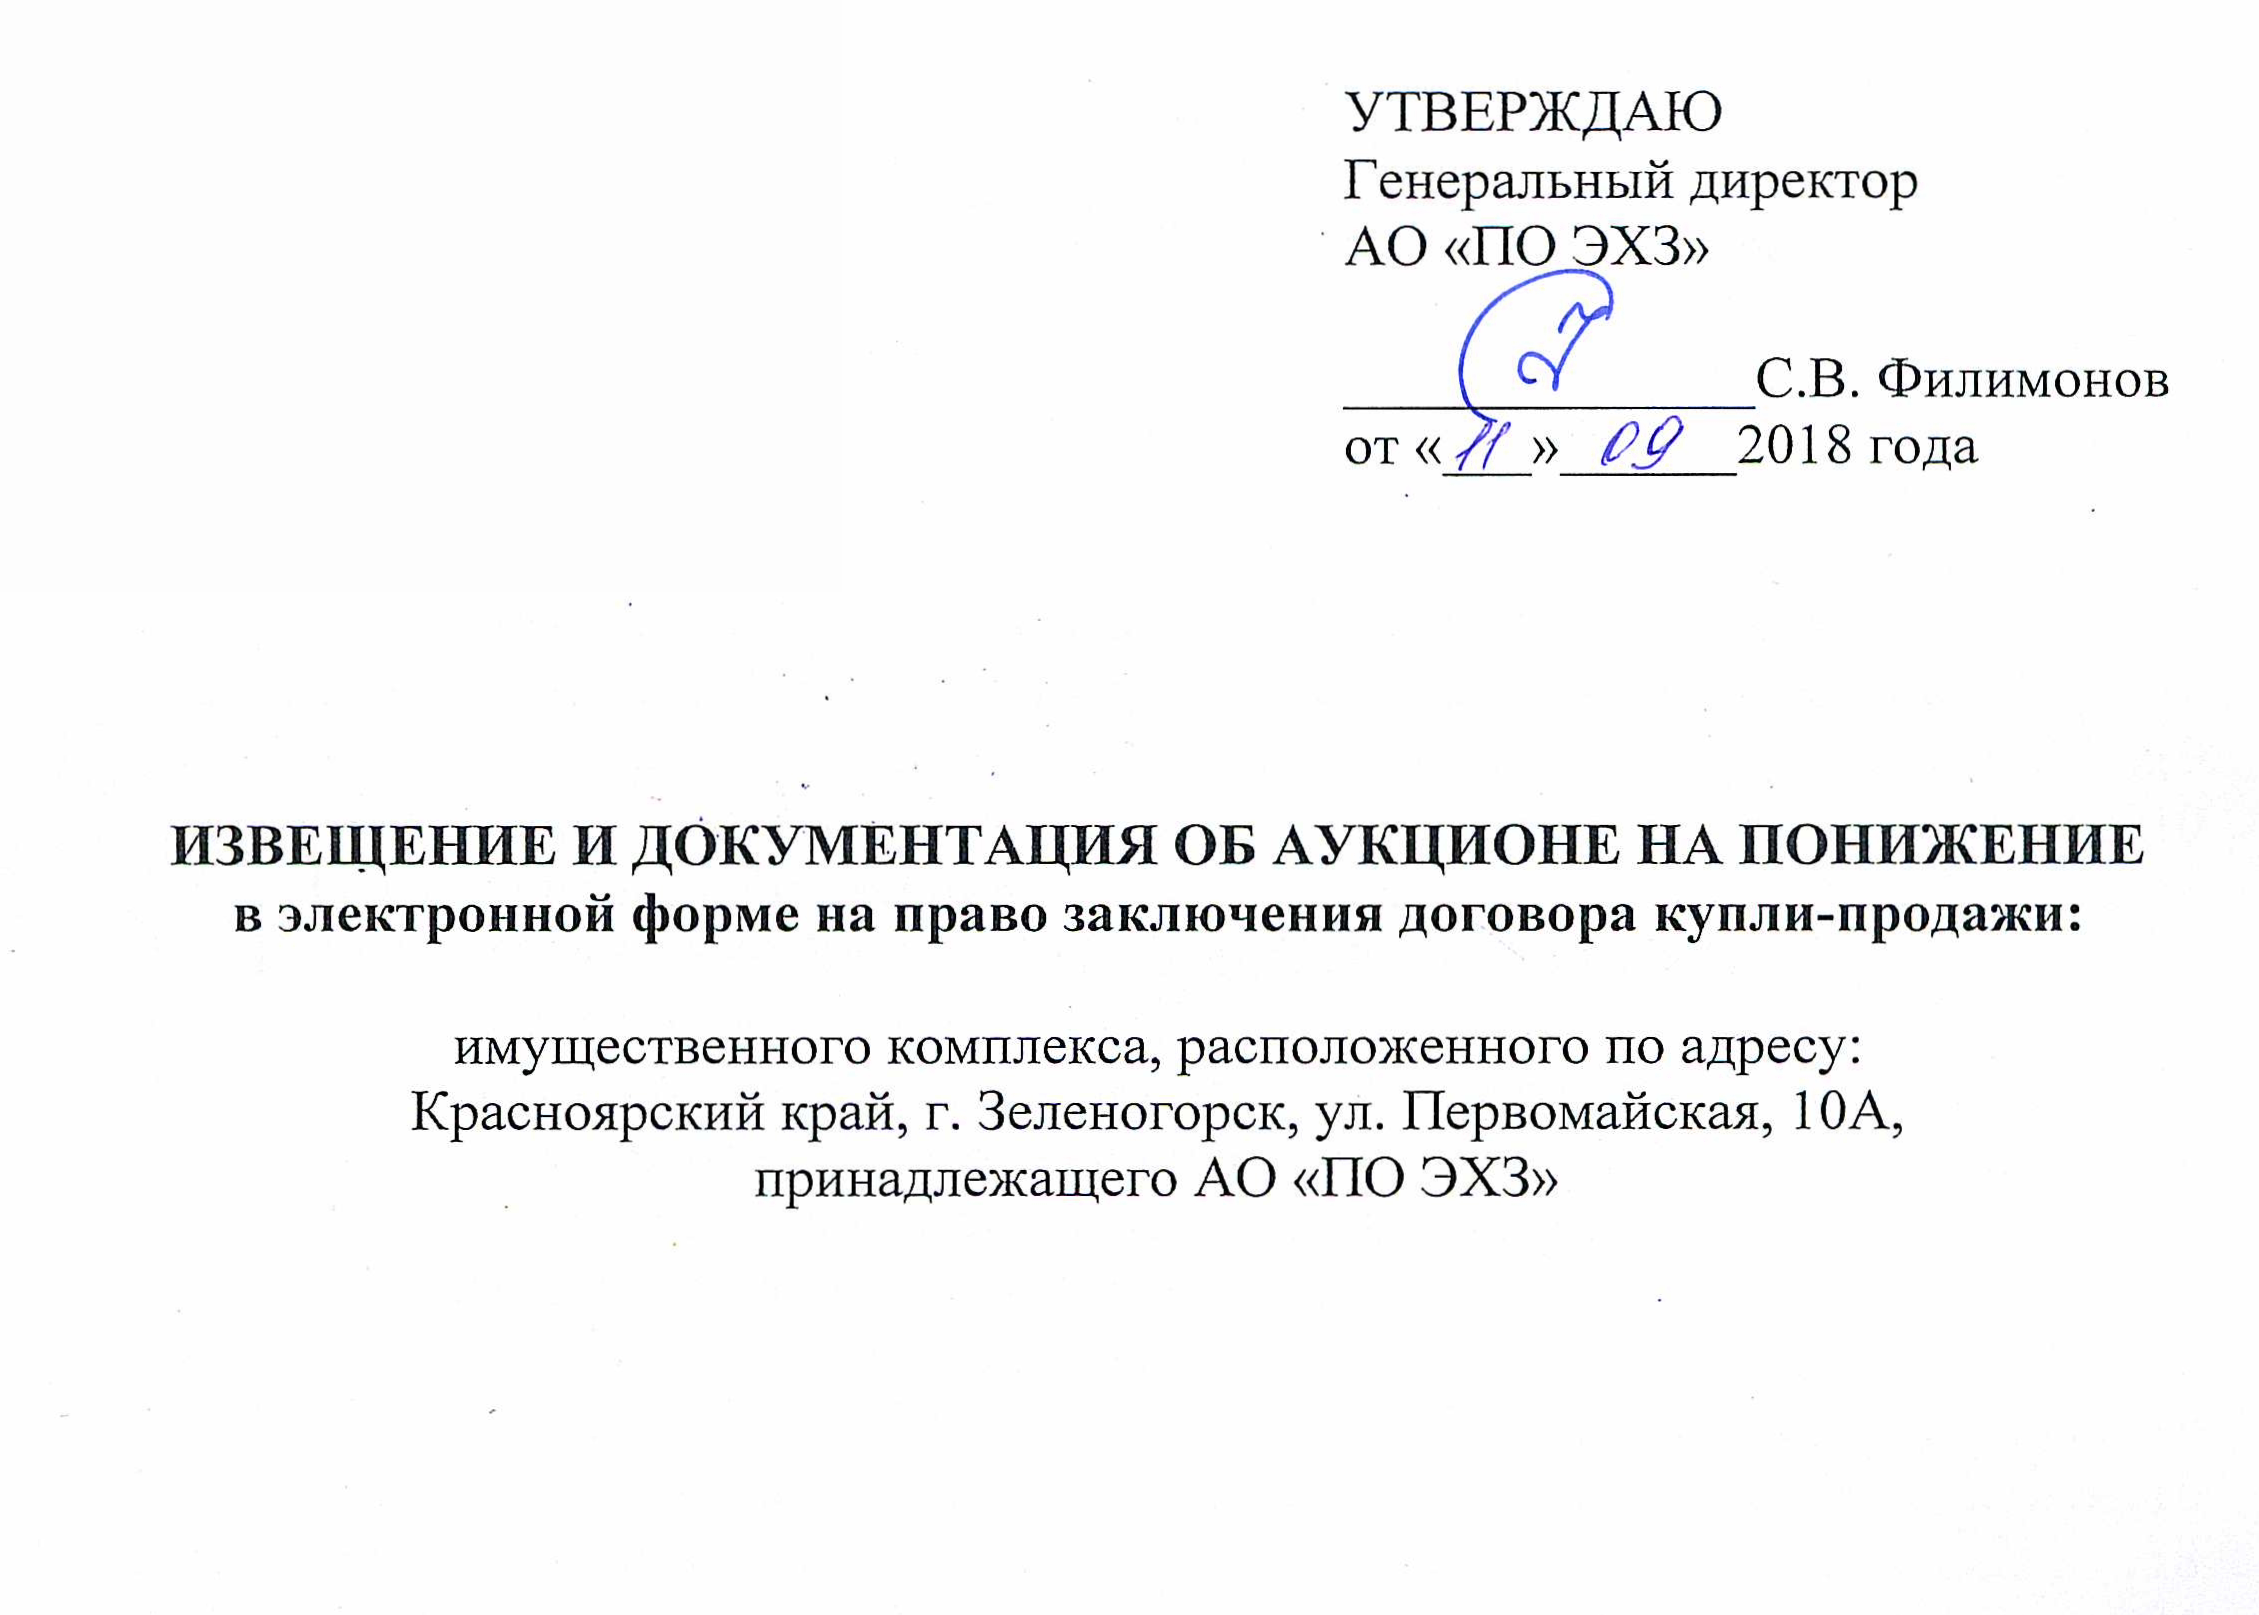 УТВЕРЖДАЮ
Генеральный директор
АО «ПО ЭХЗ»
С.В. Филимонов
от «11» 09 2018 года
ИЗВЕЩЕНИЕ И ДОКУМЕНТАЦИЯ ОБ АУКЦИОНЕ НА ПОНИЖЕНИЕ
в электронной форме на право заключения договора купли-продажи:
имущественного комплекса, расположенного по адресу:
Красноярский край, г. Зеленогорск, ул. Первомайская, 10А,
принадлежащего АО «ПО ЭХЗ»